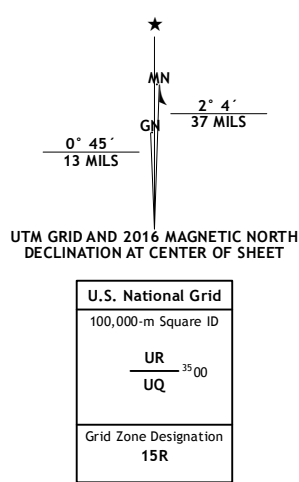 ★
MN
GN
2° 4´
37 MILS
0° 45´
13 MILS
UTM GRID AND 2016 MAGNETIC NORTH
DECLINATION AT CENTER OF SHEET
U.S. National Grid
100,000-m Square ID
UR
3500
UQ
Grid Zone Designation
15R